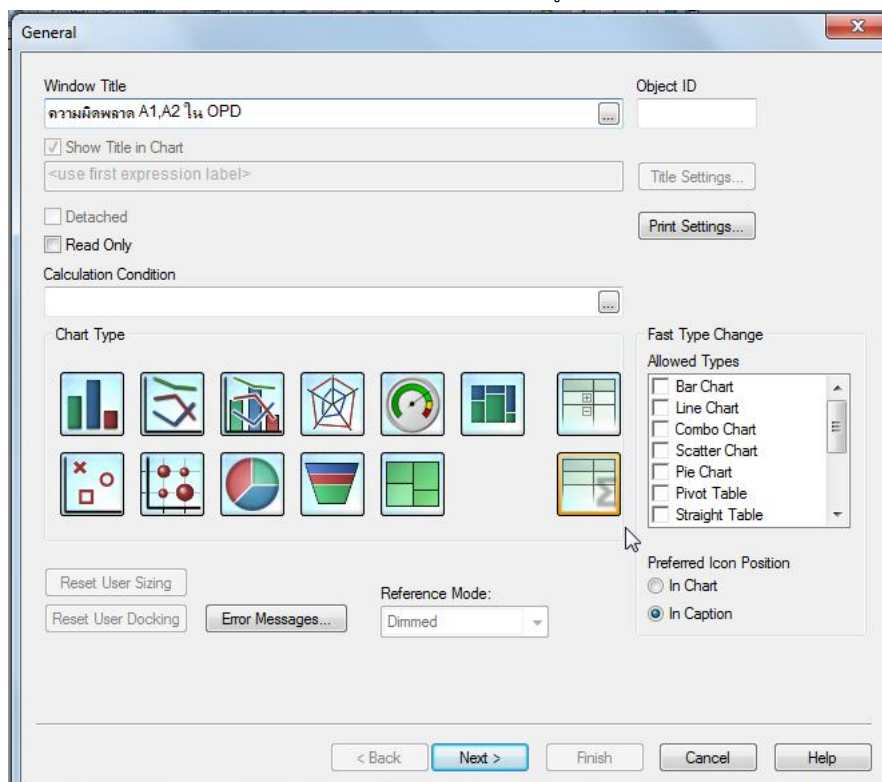 General
Window Title
Object ID
ความผิดพลาด A1,A2 ใน OPD
...
Show Title in Chart
<use first expression label>
Title Settings...
Detached
Print Settings...
Read Only
Calculation Condition
...
Chart Type
Fast Type Change
Allowed Types
Bar Chart
Line Chart
Combo Chart
Scatter Chart
Pie Chart
Pivot Table
Straight Table
Preferred Icon Position
In Chart
In Caption
Reset User Sizing
Reference Mode:
Reset User Docking
Error Messages...
Dimmed
< Back
Next >
Finish
Cancel
Help